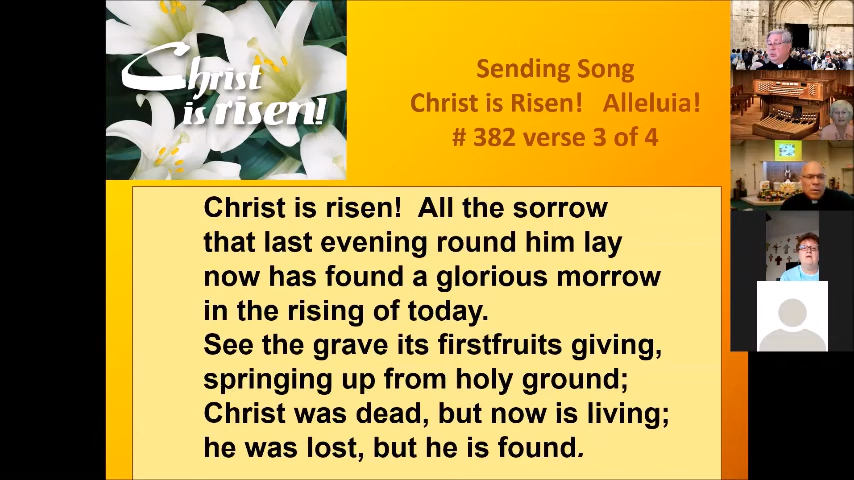 Christ
is risen!
Sending Song
Christ is Risen!   Alleluia!
# 382 verse 3 of 4
Christ is risen!  All the sorrow
that last evening round him lay
now has found a glorious morrow
in the rising of today.
See the grave its firstfruits giving,
springing up from holy ground;
Christ was dead, but now is living;
he was lost, but he is found.